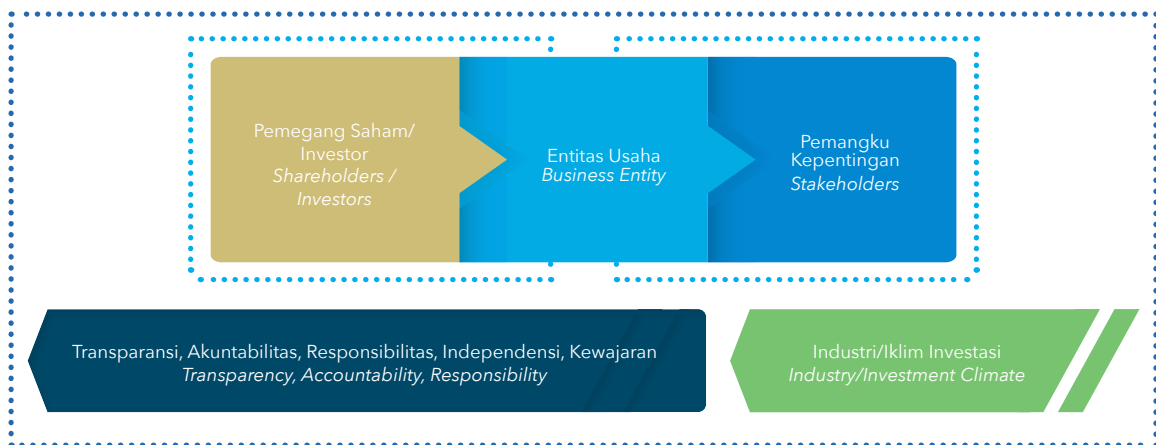 Pemegang Saham/
Investor
Shareholders /
Investors
Entitas Usaha
Business Entity
Pemangku
Kepentingan
Stakeholders
Transparansi, Akuntabilitas, Responsibilitas, Independensi, Kewajaran
Transparency, Accountability, Responsibility
Industri/Iklim Investasi
Industry/Investment Climate